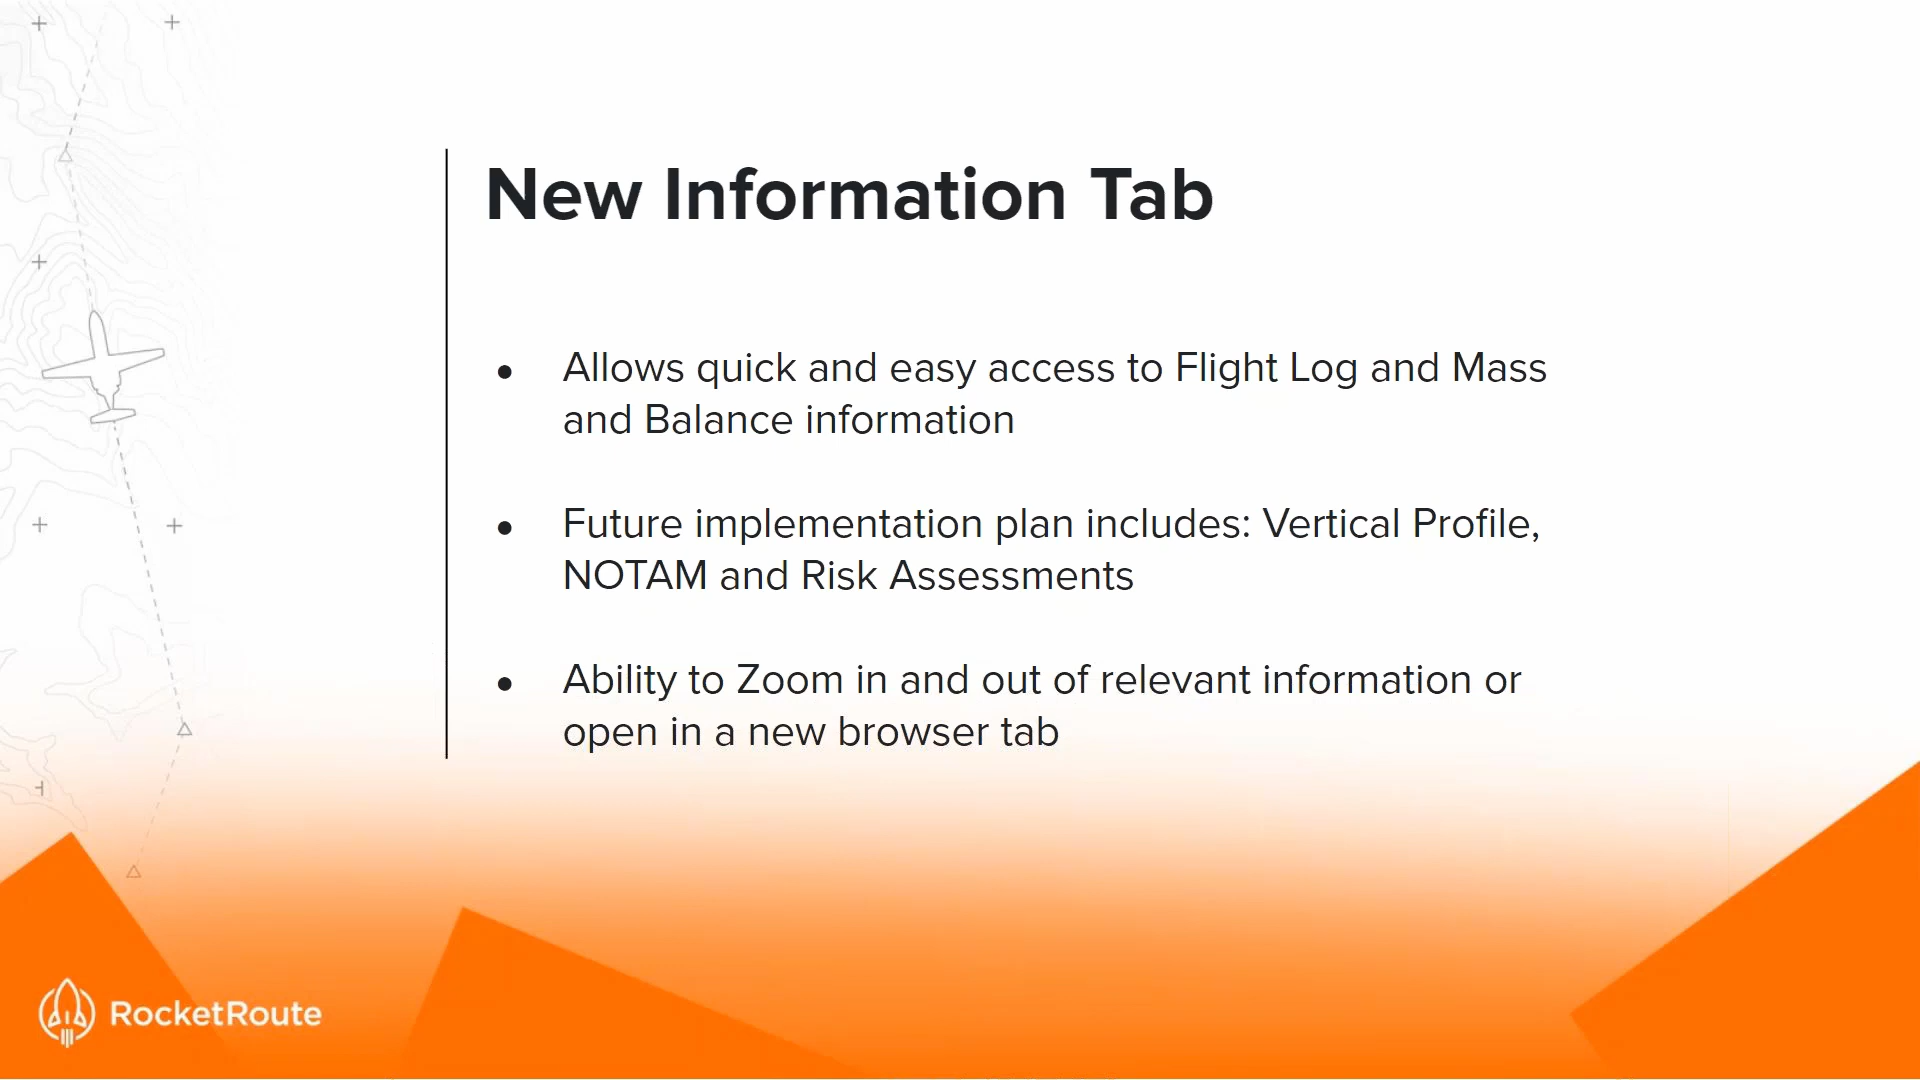 New Information Tab
● Allows quick and easy access to Flight Log and Mass
and Balance information
● Future implementation plan includes: Vertical Profile,
NOTAM and Risk Assessments
● Ability to Zoom in and out of relevant information or
open in a new browser tab
RocketRoute